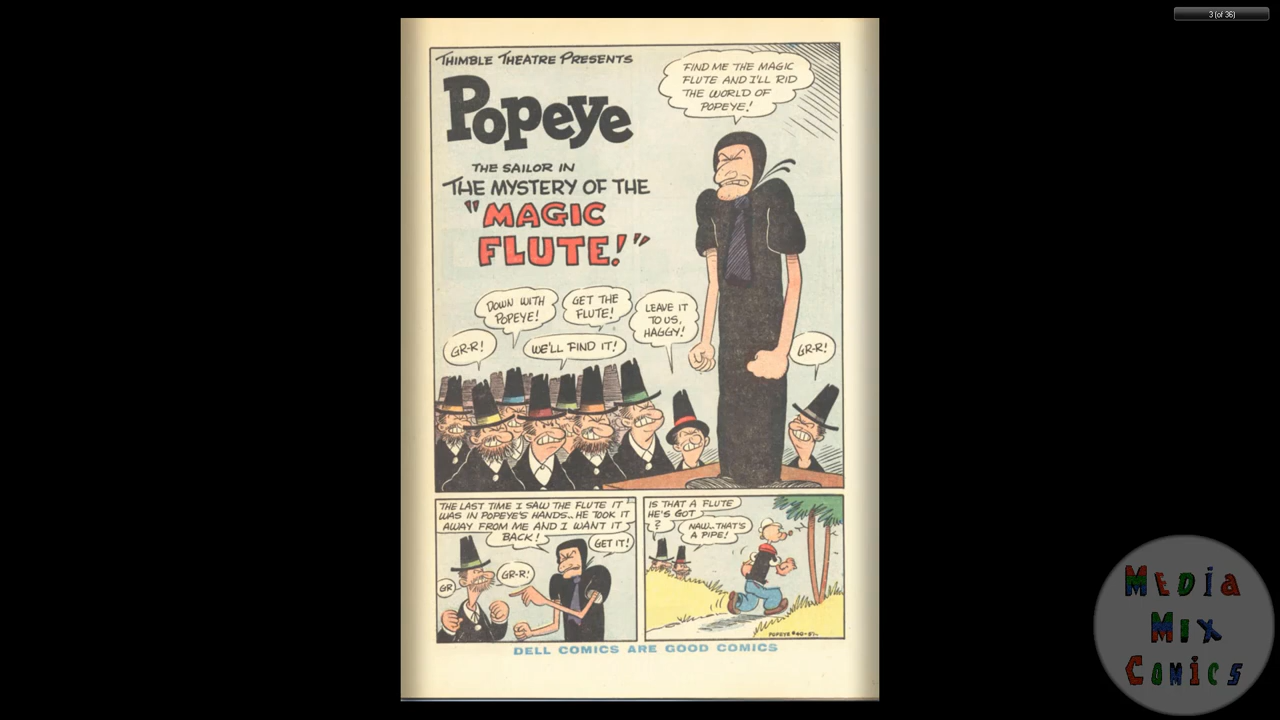 3 (of 36)
THIMBLE THEATRE PRESENTS
Popeye
THE SAILOR IN
THE MYSTERY OF THE
"MAGIC
FLUTE!"
FIND ME THE MAGIC
FLUTE AND I'LL RID
THE WORLD OF
POPEYE!
DOWN WITH
POPEYE!
GET THE
FLUTE!
LEAVE IT
TO US,
HAGGY!
GR-R!
WE'LL FIND IT!
GR-R!
THE LAST TIME I SAW THE FLUTE IT
WAS IN POPEYE'S HANDS..HE TOOK IT
AWAY FROM ME AND I WANT IT
BACK!
GET IT!
GR
GR-R!
IS THAT A FLUTE
HE'S GOT
?
NAW..THAT'S
A PIPE!
DELL COMICS ARE GOOD COMICS
MEDIA
MIX
COMICS